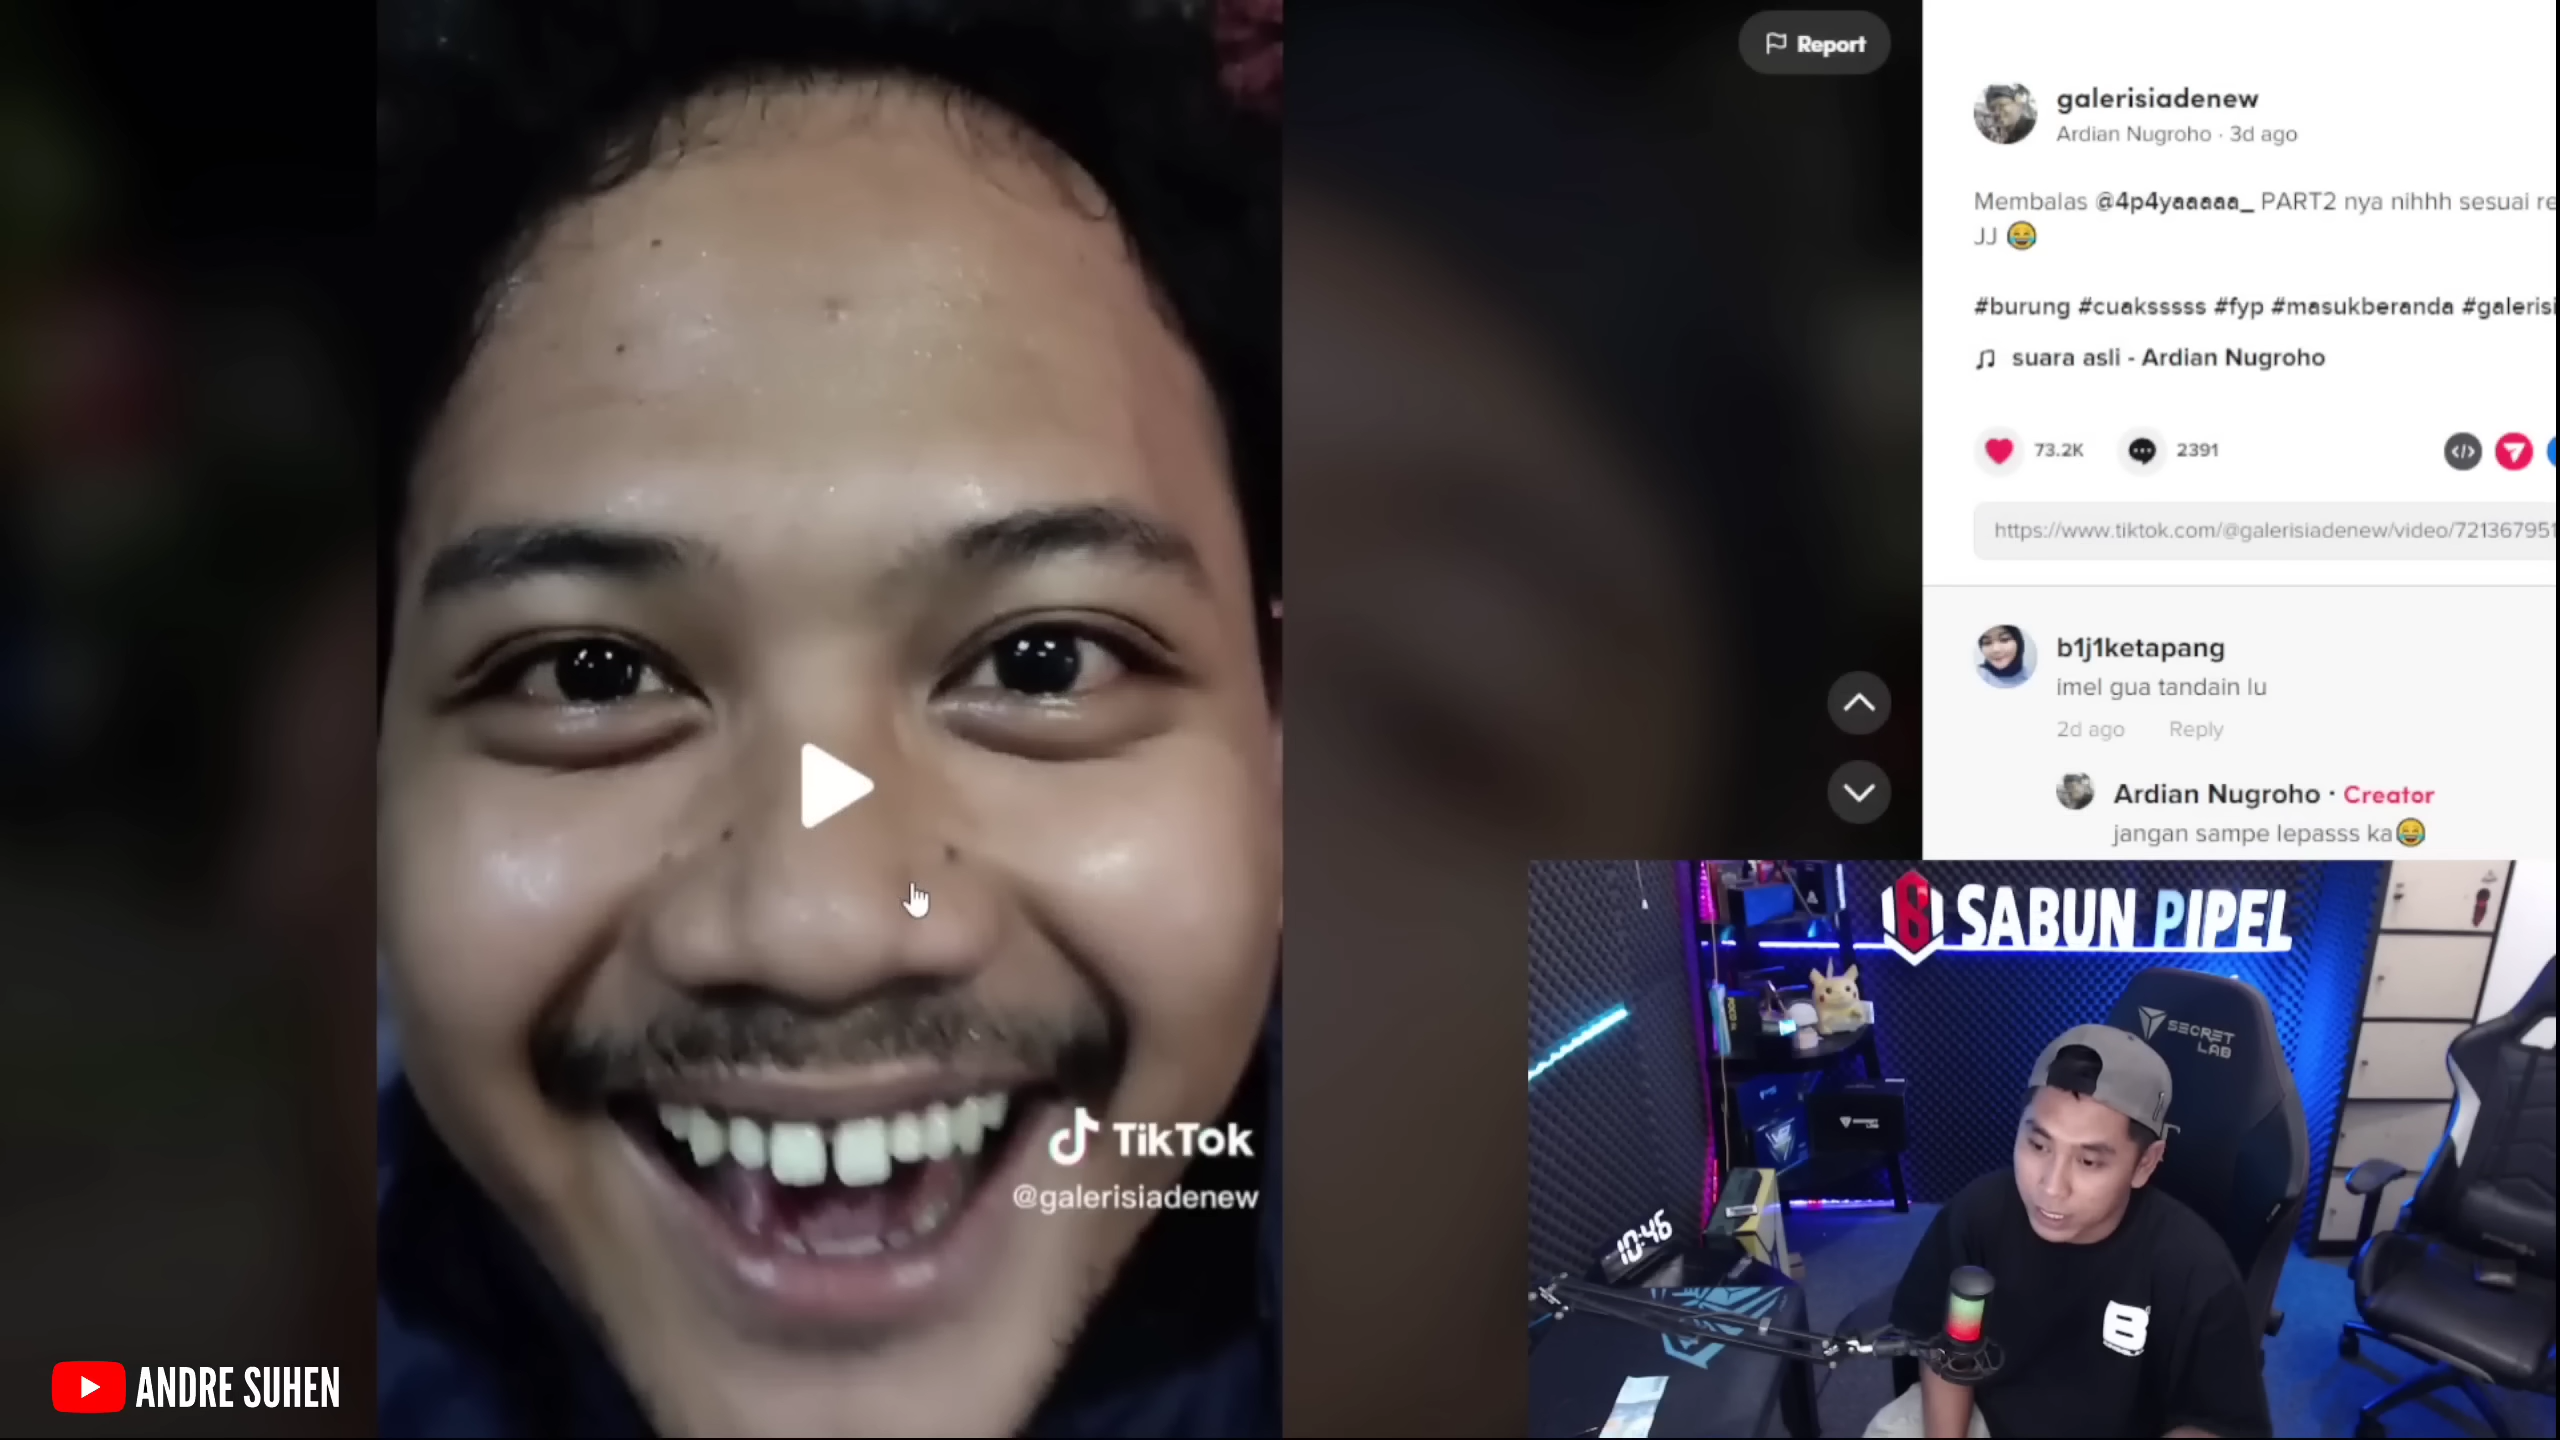 Report
galerisiadenew
Ardian Nugroho · 3d ago
Membalas @4p4yaaaaa_ PART2 nya nihhh sesuai re
JJ 😂
#burung #cuaksssss #fyp #masukberanda #galerisi
suara asli - Ardian Nugroho
73.2K
2391
https://www.tiktok.com/@galerisiadenew/video/721367951
b1j1ketapang
imel gua tandain lu
2d ago Reply
Ardian Nugroho · Creator
jangan sampe lepasss ka😂
TikTok
@galerisiadenew
SABUN PIPEL
SECRET
LAB
10:46
B
ANDRE SUHEN